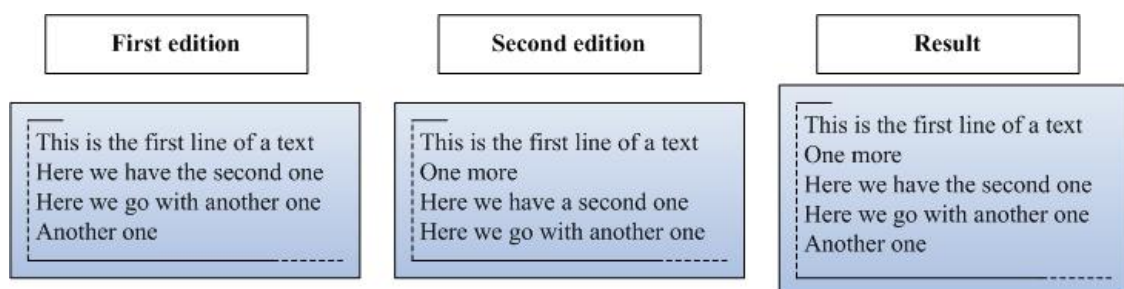 First edition
This is the first line of a text
Here we have the second one
Here we go with another one
Another one
Second edition
This is the first line of a text
One more
Here we have a second one
Here we go with another one
Result
This is the first line of a text
One more
Here we have the second one
Here we go with another one
Another one